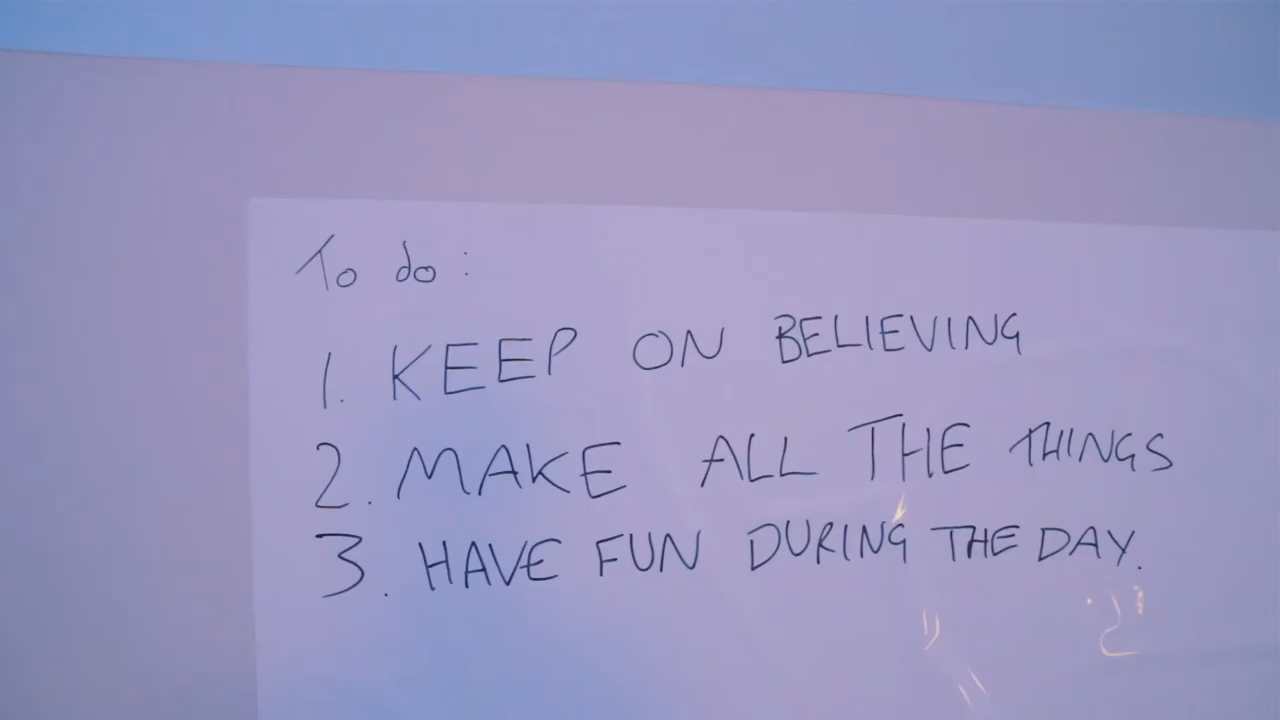 To do:
1. KEEP ON BELIEVING
2. MAKE ALL THE THINGS
3. HAVE FUN DURING THE DAY.